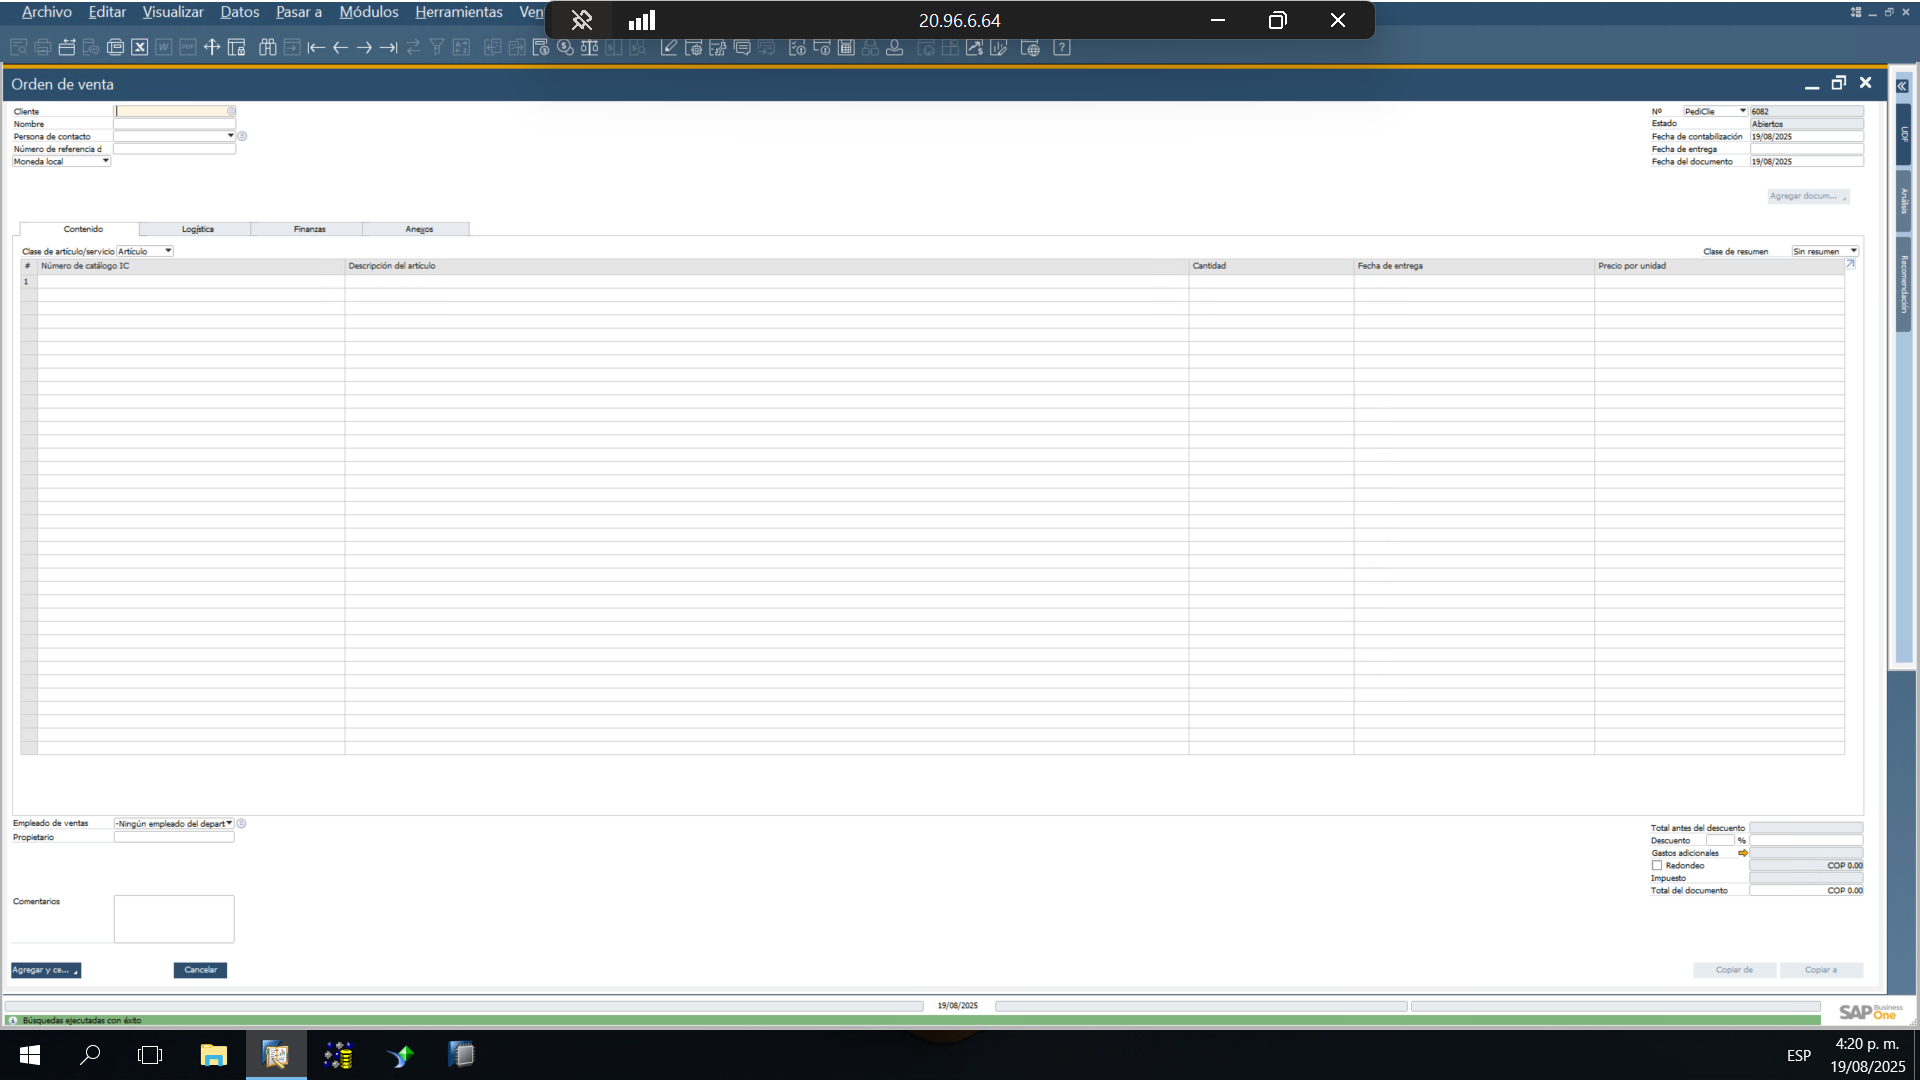 Archivo Editar Visualizar Datos Pasar a Módulos Herramientas Ven
20.96.6.64
Orden de venta
Cliente
Nombre
Persona de contacto
Número de referencia d
Moneda local
Nº PediClie 6082
Estado Abiertos
Fecha de contabilización 19/08/2025
Fecha de entrega
Fecha del documento 19/08/2025
Agregar docum...
Contenido Logística Finanzas Anexos
Clase de artículo/servicio Artículo
Clase de resumen Sin resumen
# Número de catálogo IC Descripción del artículo Cantidad Fecha de entrega Precio por unidad
1
UDF
Análisis
Recomendación
Empleado de ventas -Ningún empleado del depart
Propietario
Comentarios
Total antes del descuento
Descuento %
Gastos adicionales
Redondeo COP 0.00
Impuesto
Total del documento COP 0.00
Agregar y ce... Cancelar
Copiar de Copiar a
19/08/2025
Búsquedas ejecutadas con éxito
SAP Business One
ESP
4:20 p. m.
19/08/2025